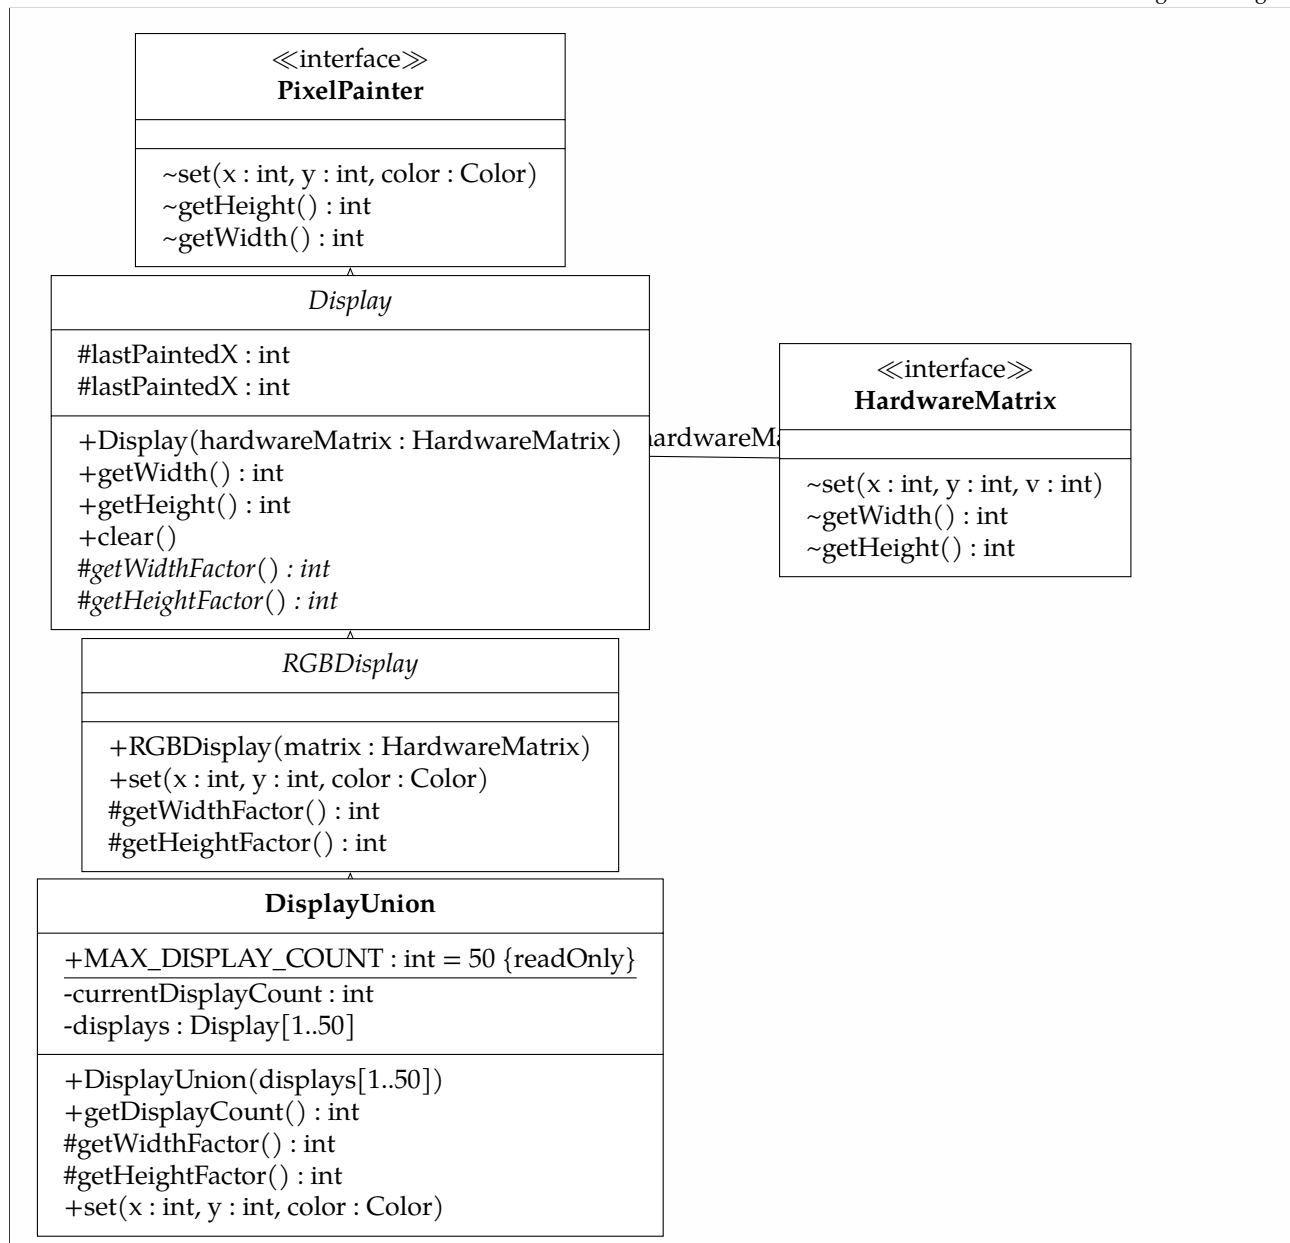 ≪interface≫
PixelPainter
~set(x : int, y : int, color : Color)
~getHeight() : int
~getWidth() : int
Display
#lastPaintedX : int
#lastPaintedX : int
+Display(hardwareMatrix : HardwareMatrix)
+getWidth() : int
+getHeight() : int
+clear()
#getWidthFactor() : int
#getHeightFactor() : int
≪interface≫
HardwareMatrix
~set(x : int, y : int, v : int)
~getWidth() : int
~getHeight() : int
RGBDisplay
+RGBDisplay(matrix : HardwareMatrix)
+set(x : int, y : int, color : Color)
#getWidthFactor() : int
#getHeightFactor() : int
DisplayUnion
+MAX_DISPLAY_COUNT : int = 50 {readOnly}
-currentDisplayCount : int
-displays : Display[1..50]
+DisplayUnion(displays[1..50])
+getDisplayCount() : int
#getWidthFactor() : int
#getHeightFactor() : int
+set(x : int, y : int, color : Color)